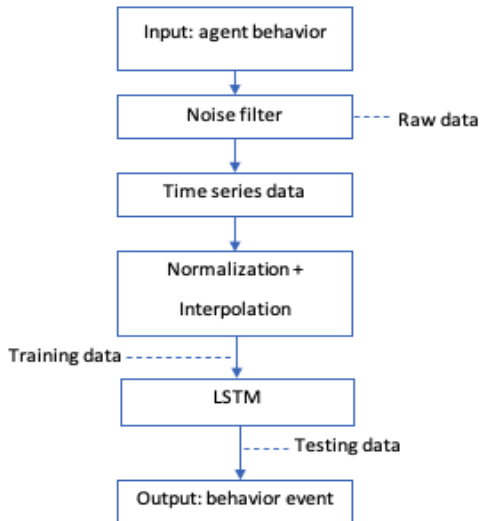 Input: agent behavior
Noise filter
Raw data
Time series data
Normalization +
Interpolation
Training data
LSTM
Testing data
Output: behavior event